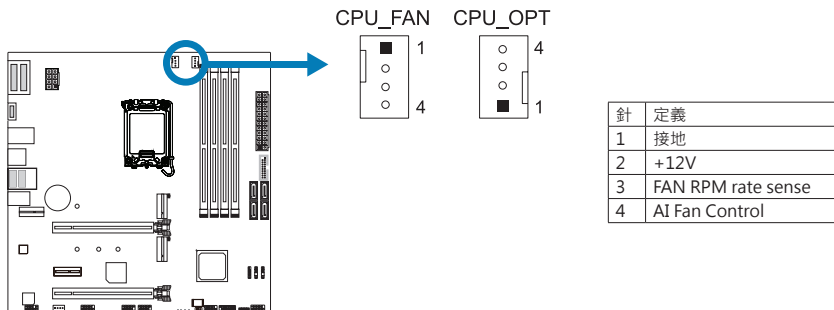 CPU_FAN CPU_OPT
1 4
4 1
針 定義
1 接地
2 +12V
3 FAN RPM rate sense
4 AI Fan Control